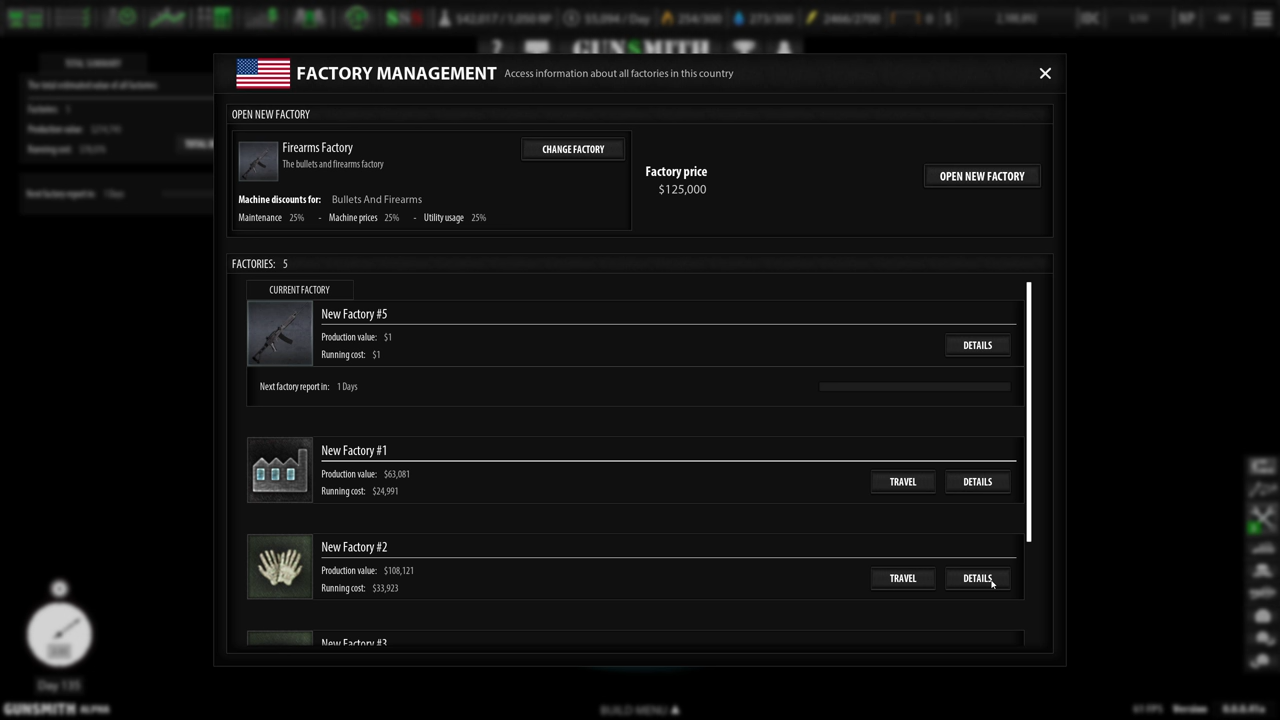 GUNSMITH
FACTORY MANAGEMENT Access information about all factories in this country
OPEN NEW FACTORY
Firearms Factory
The bullets and firearms factory
CHANGE FACTORY
Machine discounts for: Bullets And Firearms
Maintenance 25% - Machine prices 25% - Utility usage 25%
Factory price
$125,000
OPEN NEW FACTORY
FACTORIES: 5
CURRENT FACTORY
New Factory #5
Production value: $1
Running cost: $1
DETAILS
Next factory report in: 1 Days
New Factory #1
Production value: $63,081
Running cost: $24,991
TRAVEL DETAILS
New Factory #2
Production value: $108,121
Running cost: $33,923
TRAVEL DETAILS
New Factory #3
Day 135
GUNSMITH ALPHA
BUILD MENU
Version